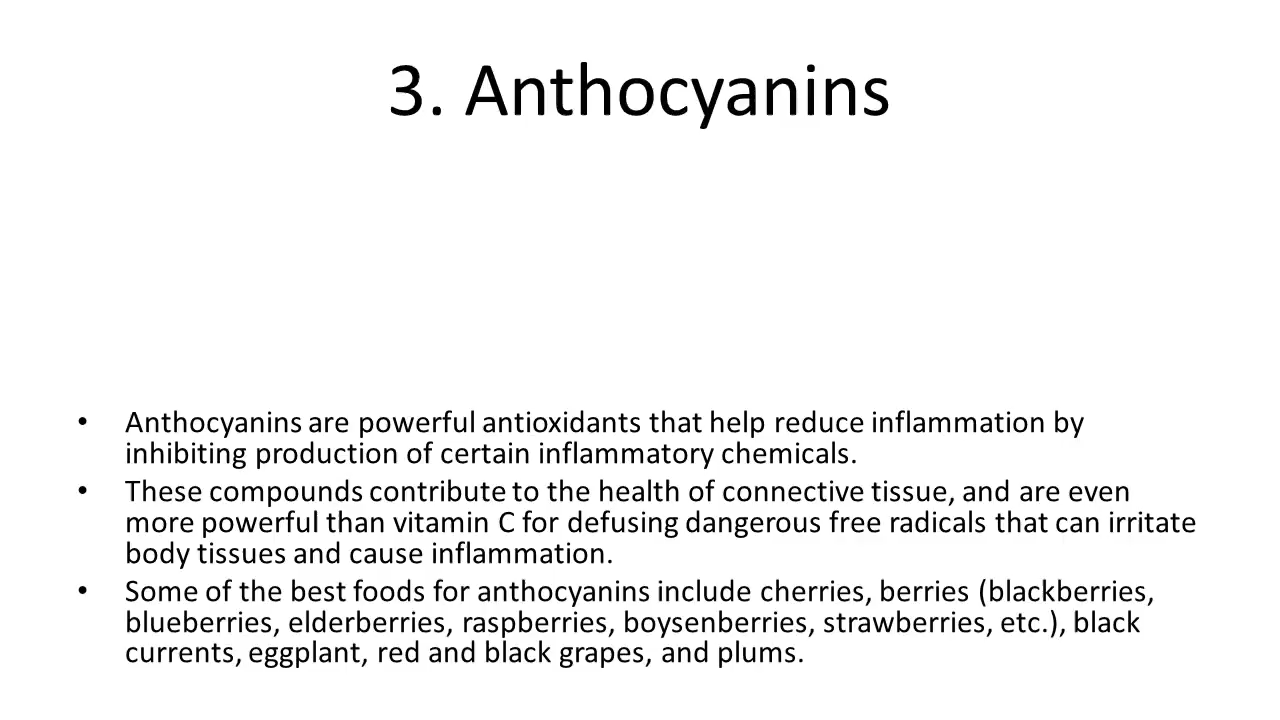 3. Anthocyanins
• Anthocyanins are powerful antioxidants that help reduce inflammation by
inhibiting production of certain inflammatory chemicals.
• These compounds contribute to the health of connective tissue, and are even
more powerful than vitamin C for defusing dangerous free radicals that can irritate
body tissues and cause inflammation.
• Some of the best foods for anthocyanins include cherries, berries (blackberries,
blueberries, elderberries, raspberries, boysenberries, strawberries, etc.), black
currents, eggplant, red and black grapes, and plums.